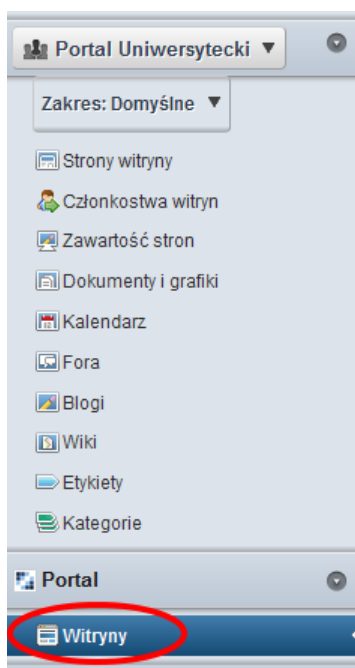 Portal Uniwersytecki
Zakres: Domyślne
Strony witryny
Członkostwa witryn
Zawartość stron
Dokumenty i grafiki
Kalendarz
Fora
Blogi
Wiki
Etykiety
Kategorie
Portal
Witryny